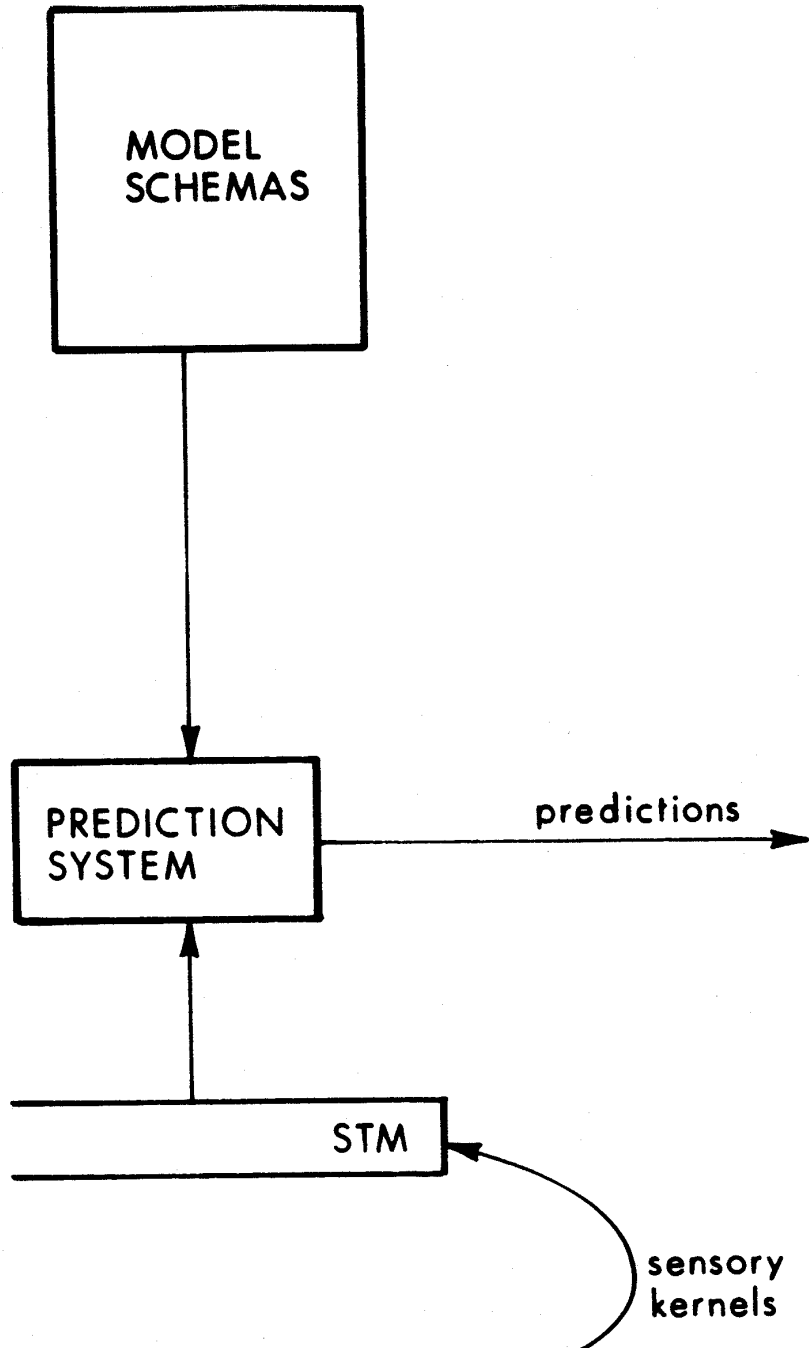 MODEL
SCHEMAS
PREDICTION
SYSTEM
predictions
STM
sensory
kernels